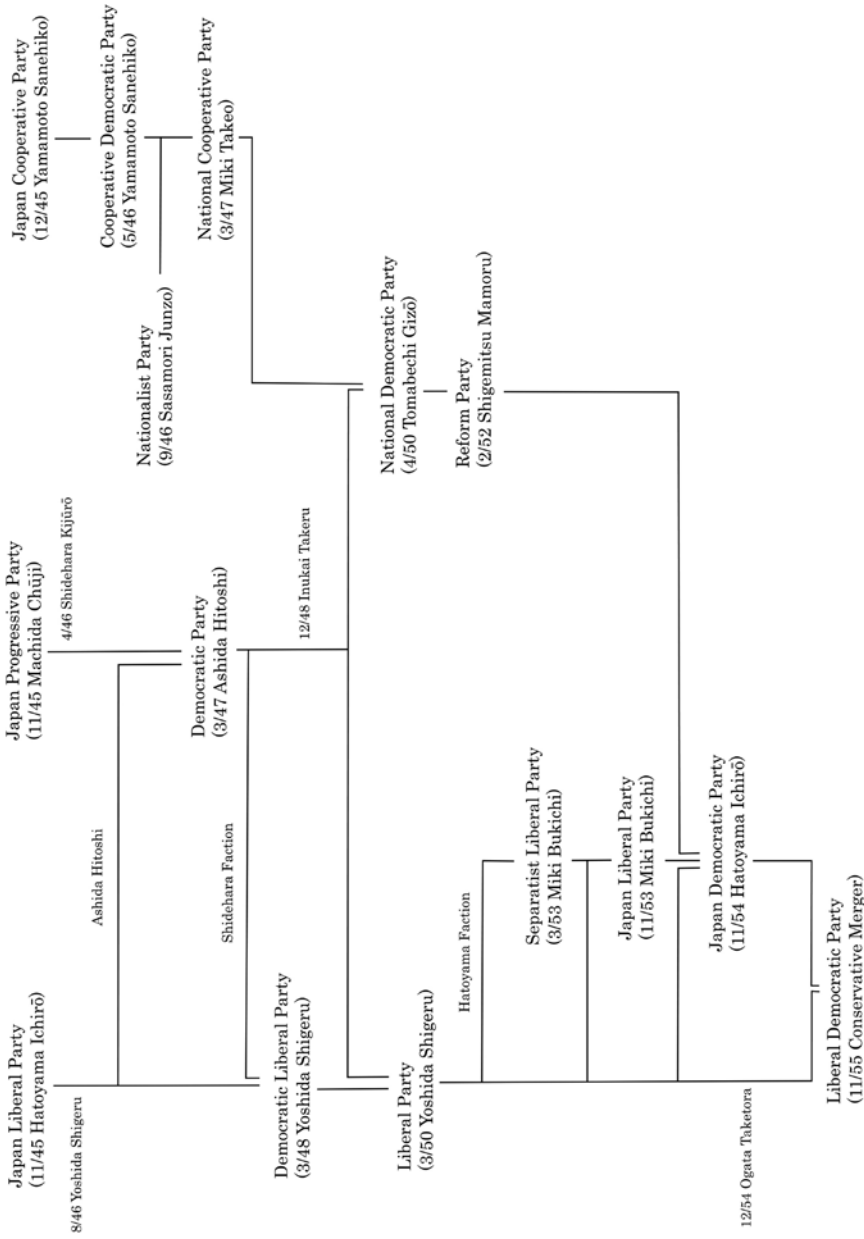 Japan Liberal Party
(11/45 Hatoyama Ichirō)
8/46 Yoshida Shigeru
Ashida Hitoshi
Japan Progressive Party
(11/45 Machida Chūji)
4/46 Shidehara Kijūrō
Japan Cooperative Party
(12/45 Yamamoto Sanehiko)
Cooperative Democratic Party
(5/46 Yamamoto Sanehiko)
Nationalist Party
(9/46 Sasamori Junzo)
National Cooperative Party
(3/47 Miki Takeo)
Democratic Party
(3/47 Ashida Hitoshi)
Shidehara Faction
Democratic Liberal Party
(3/48 Yoshida Shigeru)
12/48 Inukai Takeru
Liberal Party
(3/50 Yoshida Shigeru)
National Democratic Party
(4/50 Tomabechi Gizō)
Reform Party
(2/52 Shigemitsu Mamoru)
Hatoyama Faction
Separatist Liberal Party
(3/53 Miki Bukichi)
Japan Liberal Party
(11/53 Miki Bukichi)
Japan Democratic Party
(11/54 Hatoyama Ichirō)
12/54 Ogata Taketora
Liberal Democratic Party
(11/55 Conservative Merger)